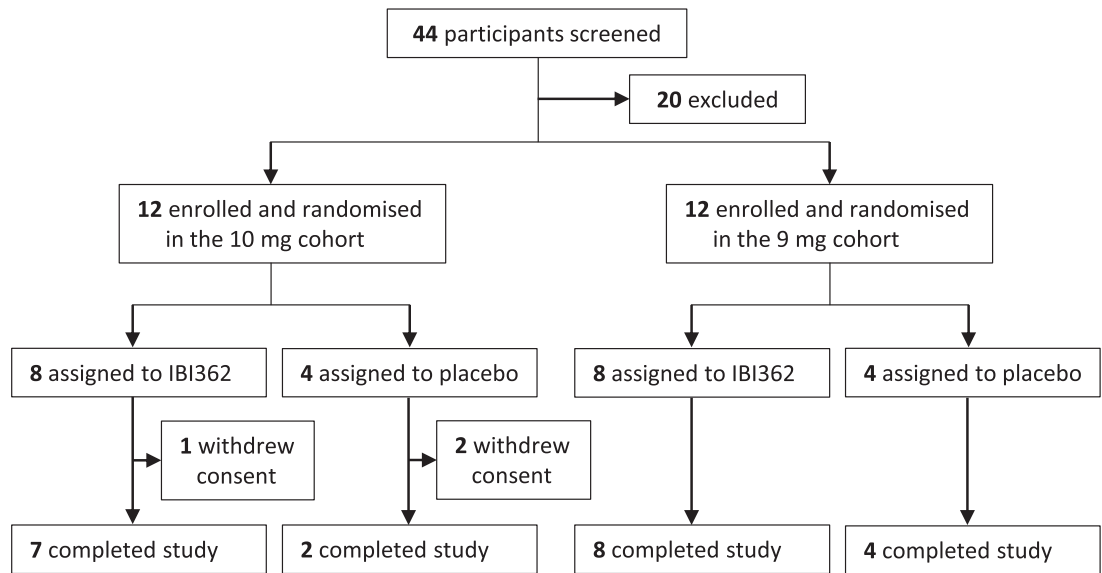 44 participants screened
20 excluded
12 enrolled and randomised
in the 10 mg cohort
12 enrolled and randomised
in the 9 mg cohort
8 assigned to IBI362
4 assigned to placebo
8 assigned to IBI362
4 assigned to placebo
1 withdrew
consent
2 withdrew
consent
7 completed study
2 completed study
8 completed study
4 completed study